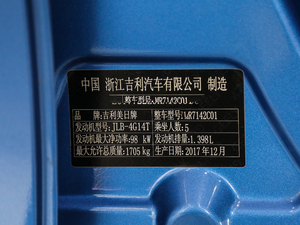 中国 浙江吉利汽车有限公司 制造
品 牌:吉利美日牌 整车型号:MR7142C01
发动机型号:JLB-4G14T 乘坐人数:5
发动机最大净功率:98 kW 发动机排量:1.398L
最大允许总质量:1705 kg 生产日期:2017年12月